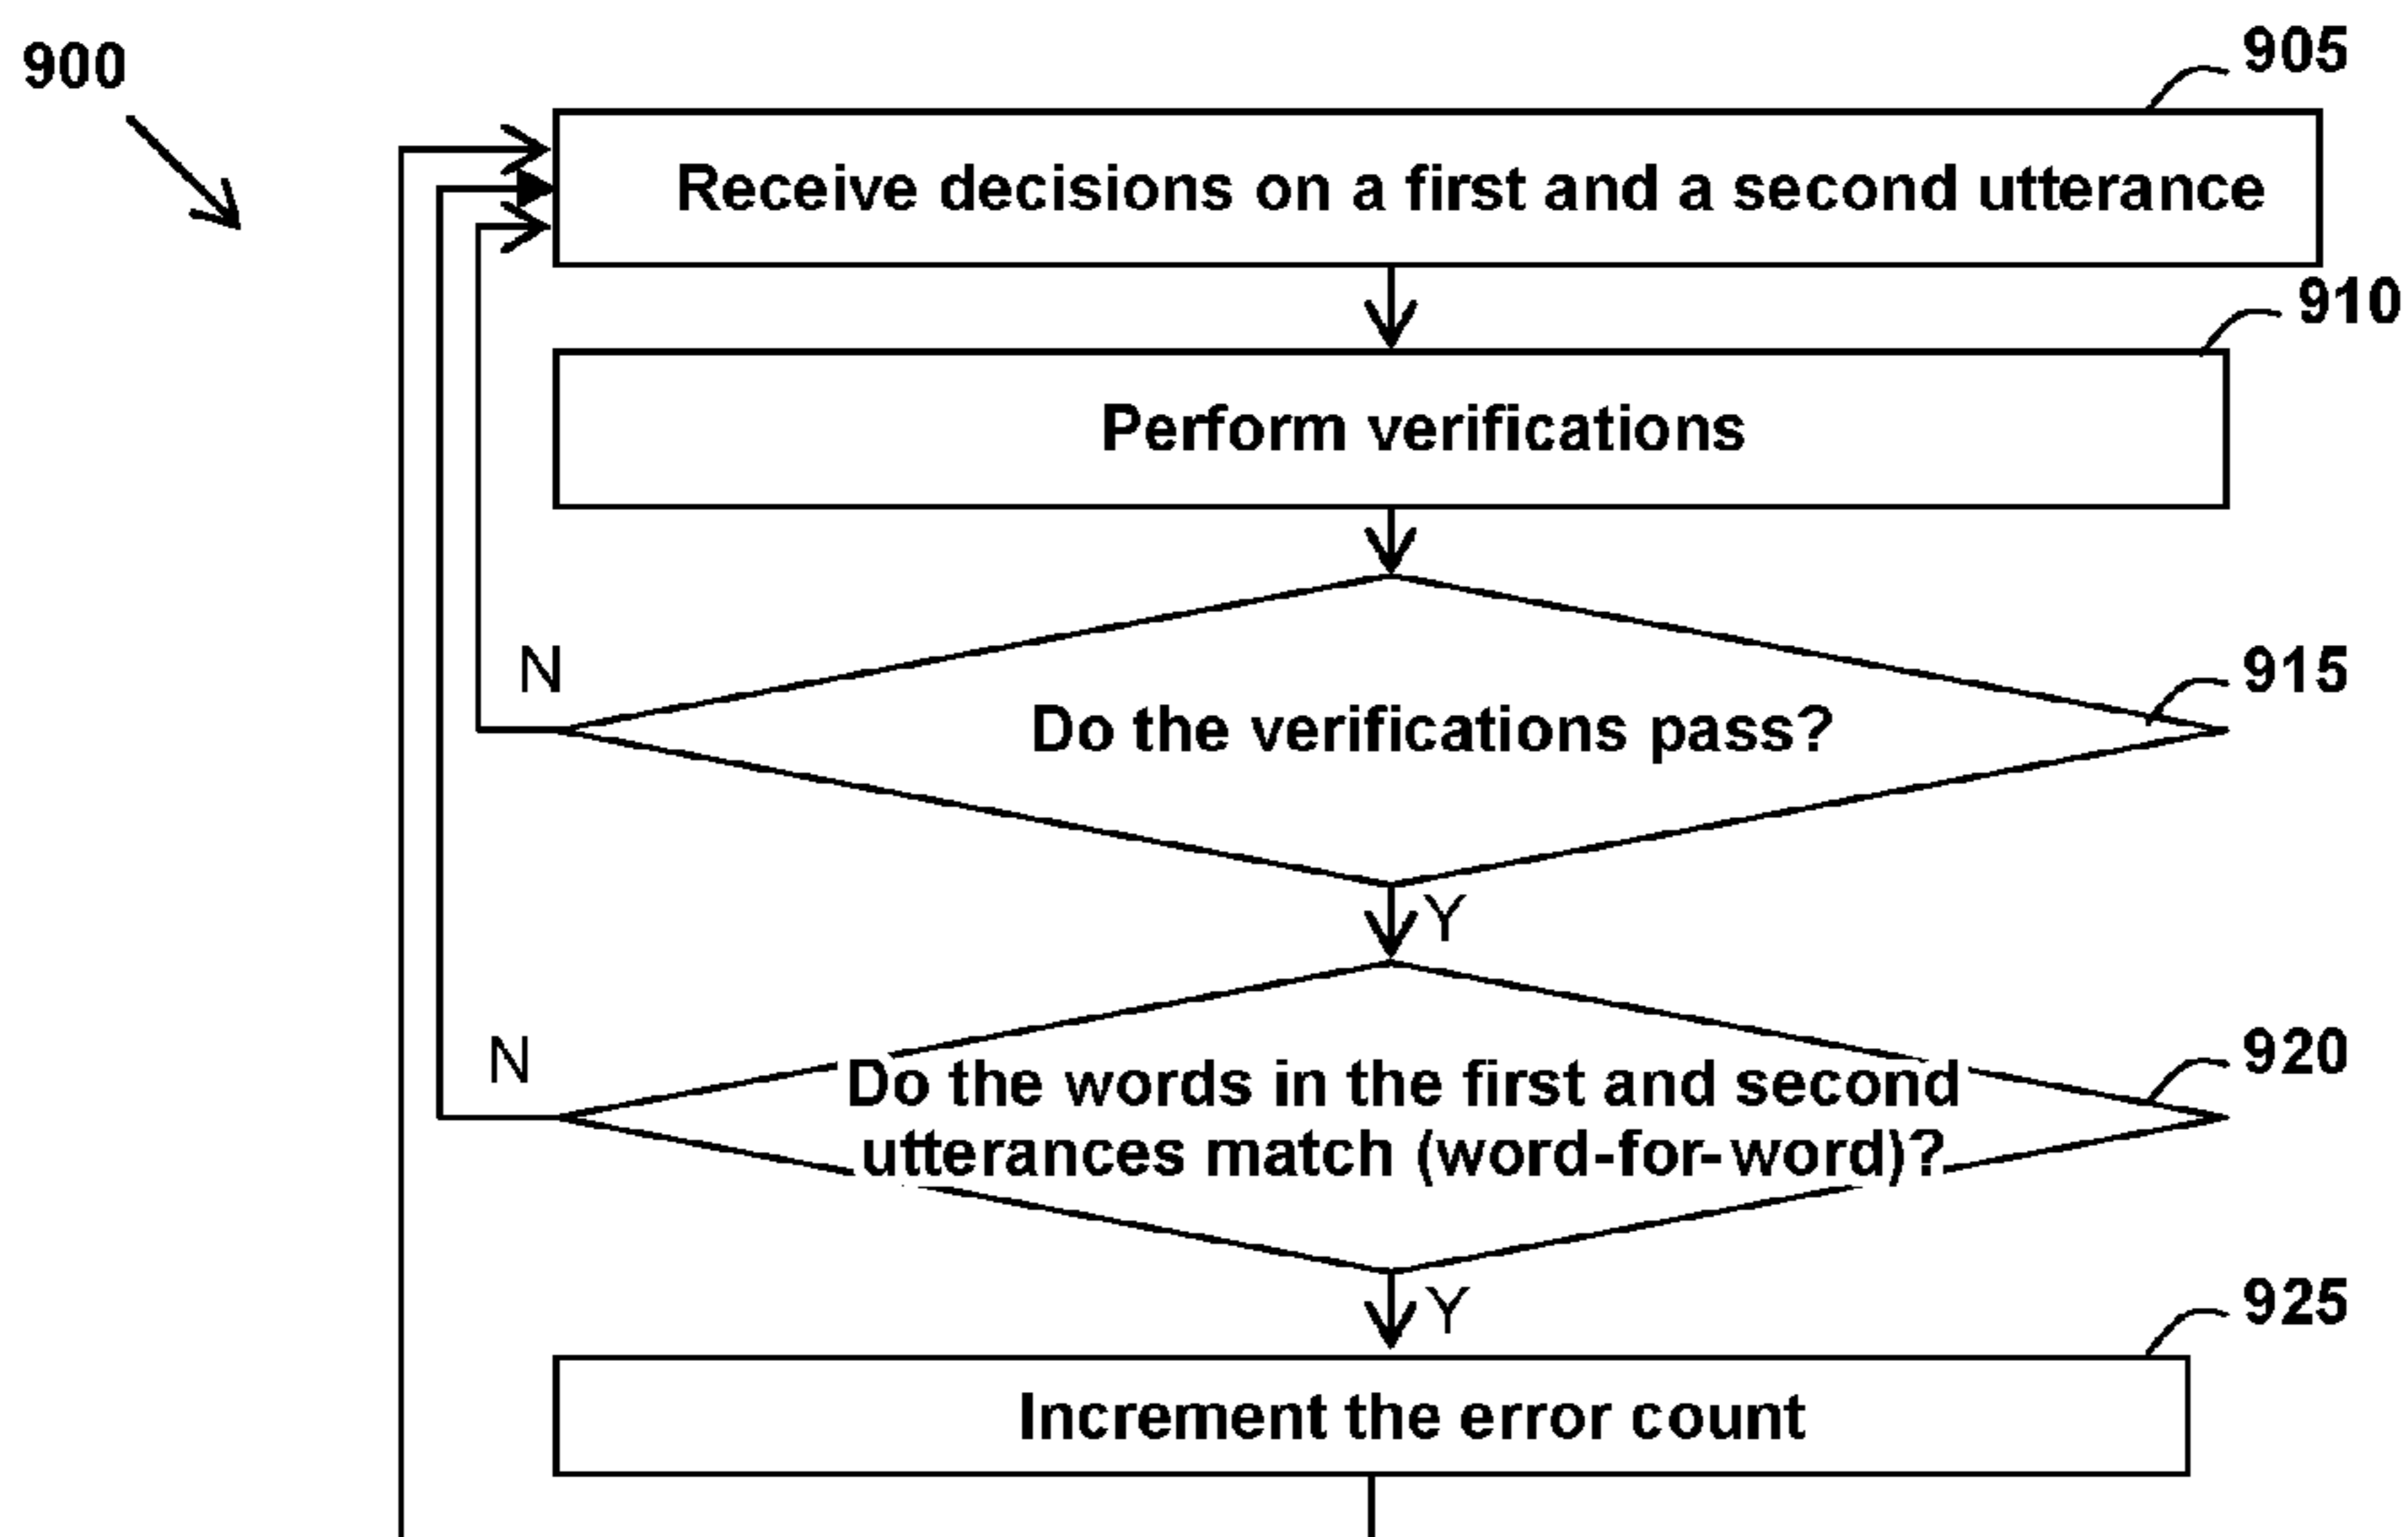 900
905
Receive decisions on a first and a second utterance
910
Perform verifications
N
915
Do the verifications pass?
Y
N
920
Do the words in the first and second
utterances match (word-for-word)?
Y
925
Increment the error count